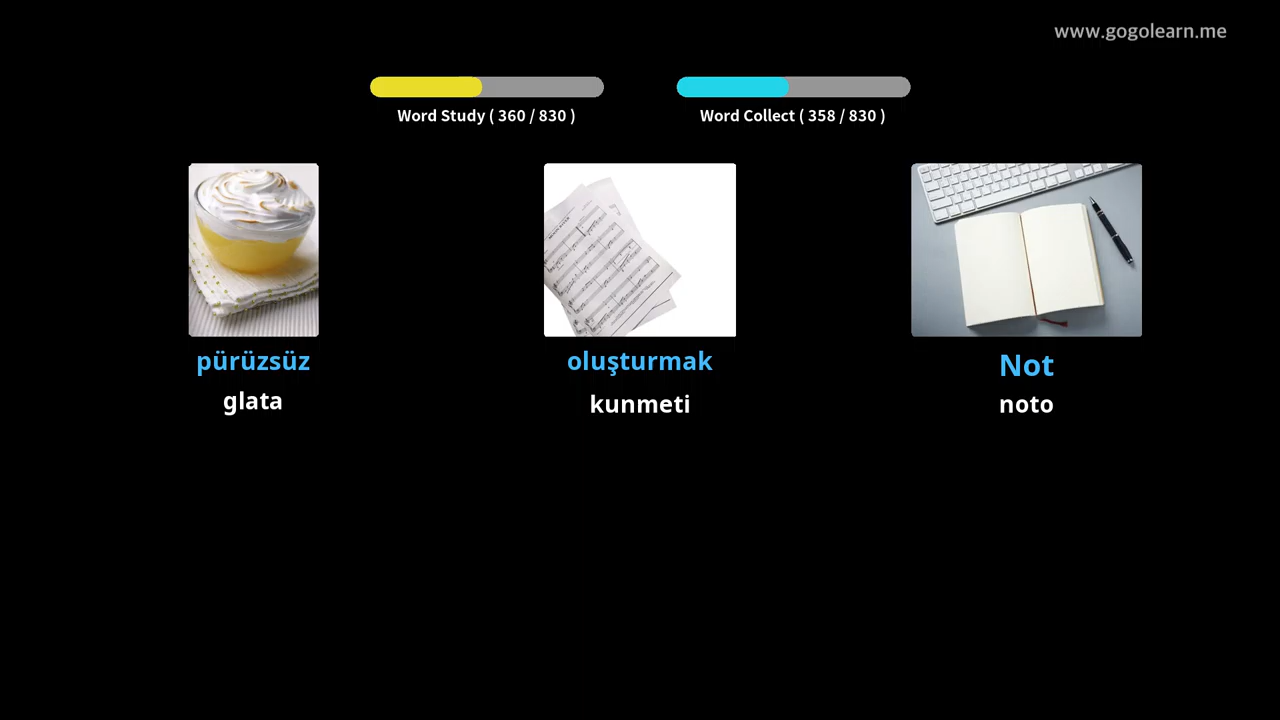 www.gogolearn.me
Word Study ( 360 / 830 )
Word Collect ( 358 / 830 )
pürüzsüz
oluşturmak
Not
glata
kunmeti
noto